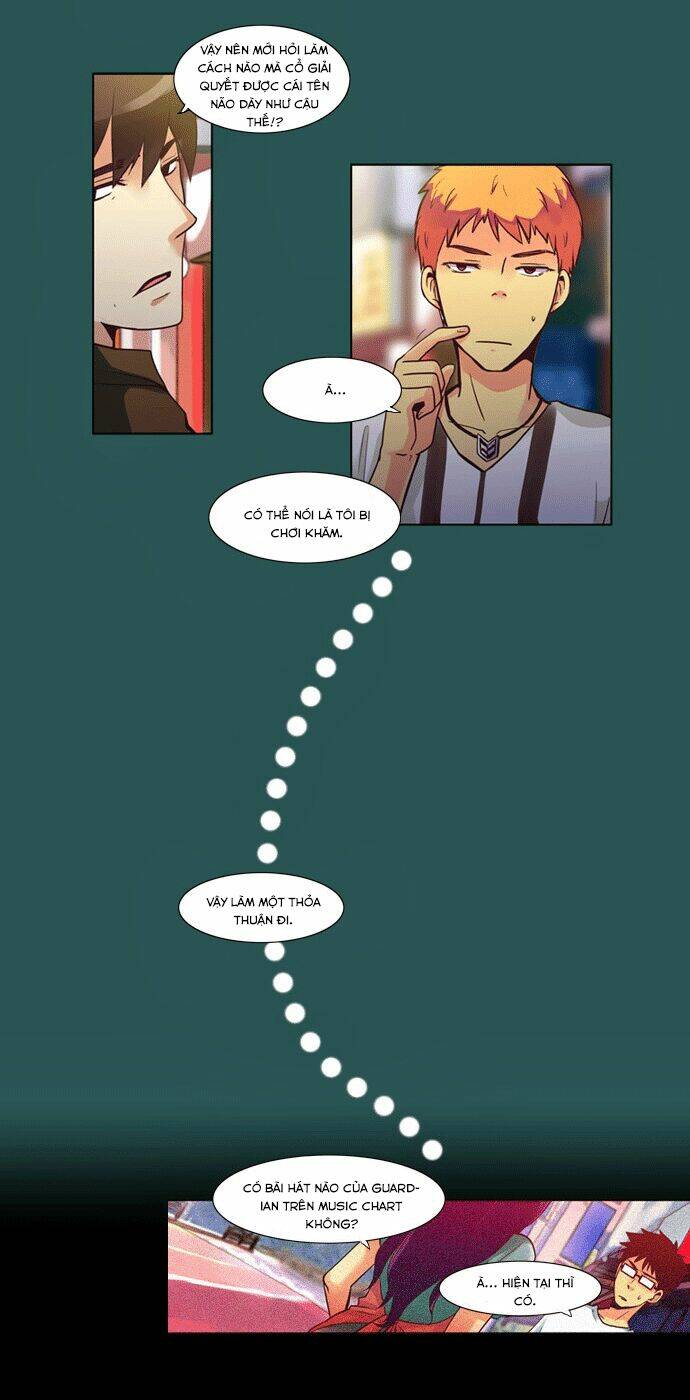 VẬY NÊN MỚI HỎI LÀM
CÁCH NÀO MÀ CỔ GIẢI
QUYẾT ĐƯỢC CÁI TÊN
NÃO DÀY NHƯ CẬU
THẾ!?
À...
CÓ THỂ NÓI LÀ TÔI BỊ
CHƠI KHĂM.
VẬY LÀM MỘT THỎA
THUẬN ĐI.
CÓ BÀI HÁT NÀO CỦA GUARD-
IAN TRÊN MUSIC CHART
KHÔNG?
À... HIỆN TẠI THÌ
CÓ.